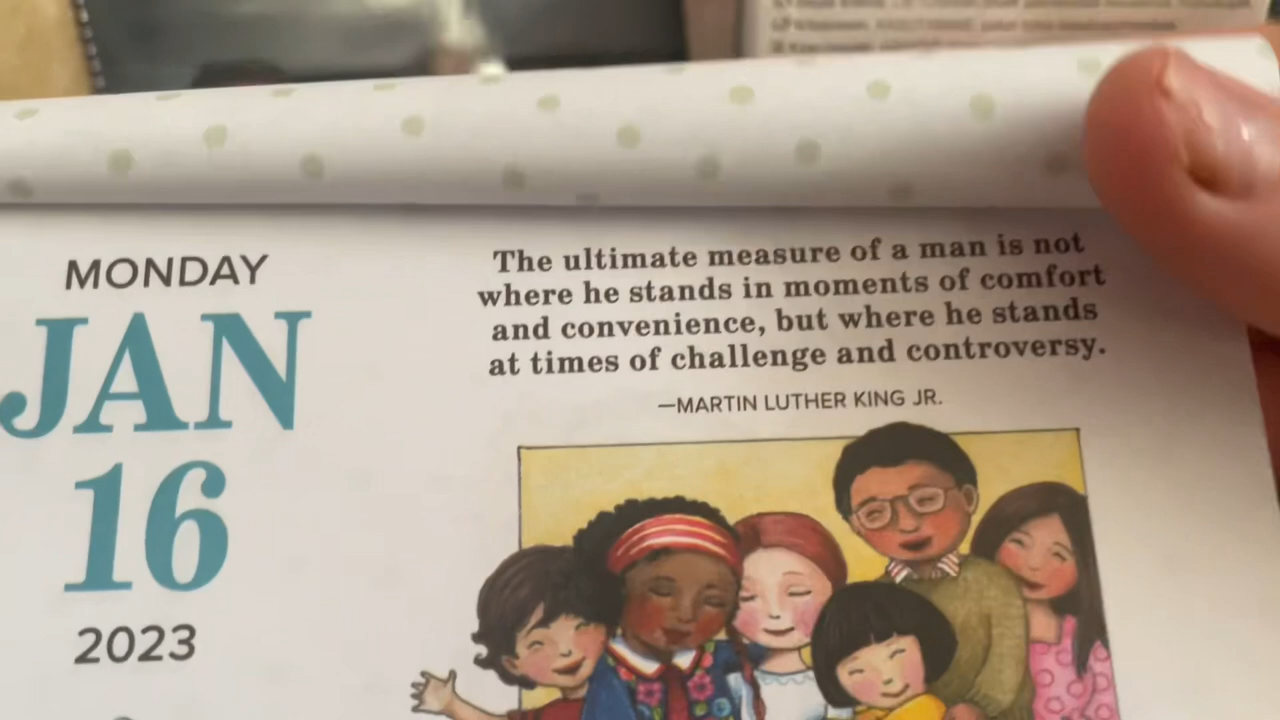 MONDAY
JAN
16
2023
The ultimate measure of a man is not
where he stands in moments of comfort
and convenience, but where he stands
at times of challenge and controversy.
—MARTIN LUTHER KING JR.